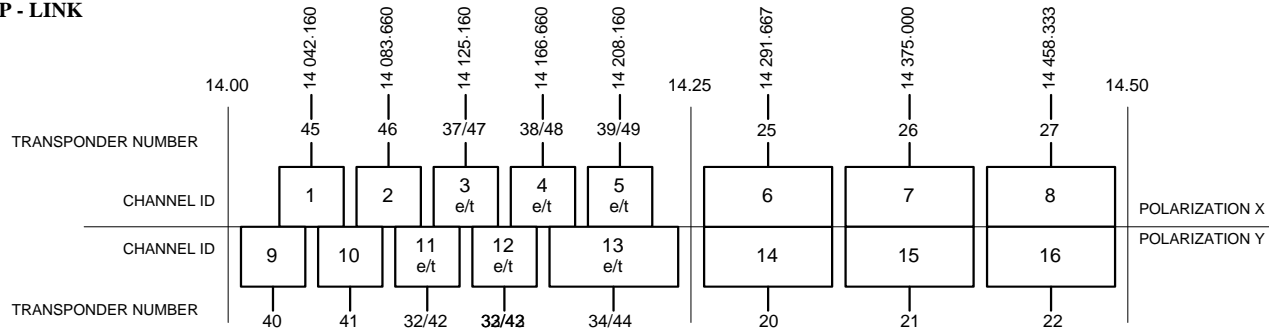 P - LINK
14 042.160 14 083.660 14 125.160 14 166.660 14 208.160 14 291.667 14 375.000 14 458.333
14.00 14.25 14.50
TRANSPONDER NUMBER 45 46 37/47 38/48 39/49 25 26 27
CHANNEL ID 1 2 3 4 5 6 7 8
e/t e/t e/t
POLARIZATION X
POLARIZATION Y
CHANNEL ID 9 10 11 12 13 14 15 16
e/t e/t e/t
TRANSPONDER NUMBER 40 41 32/42 34/44 20 21 22